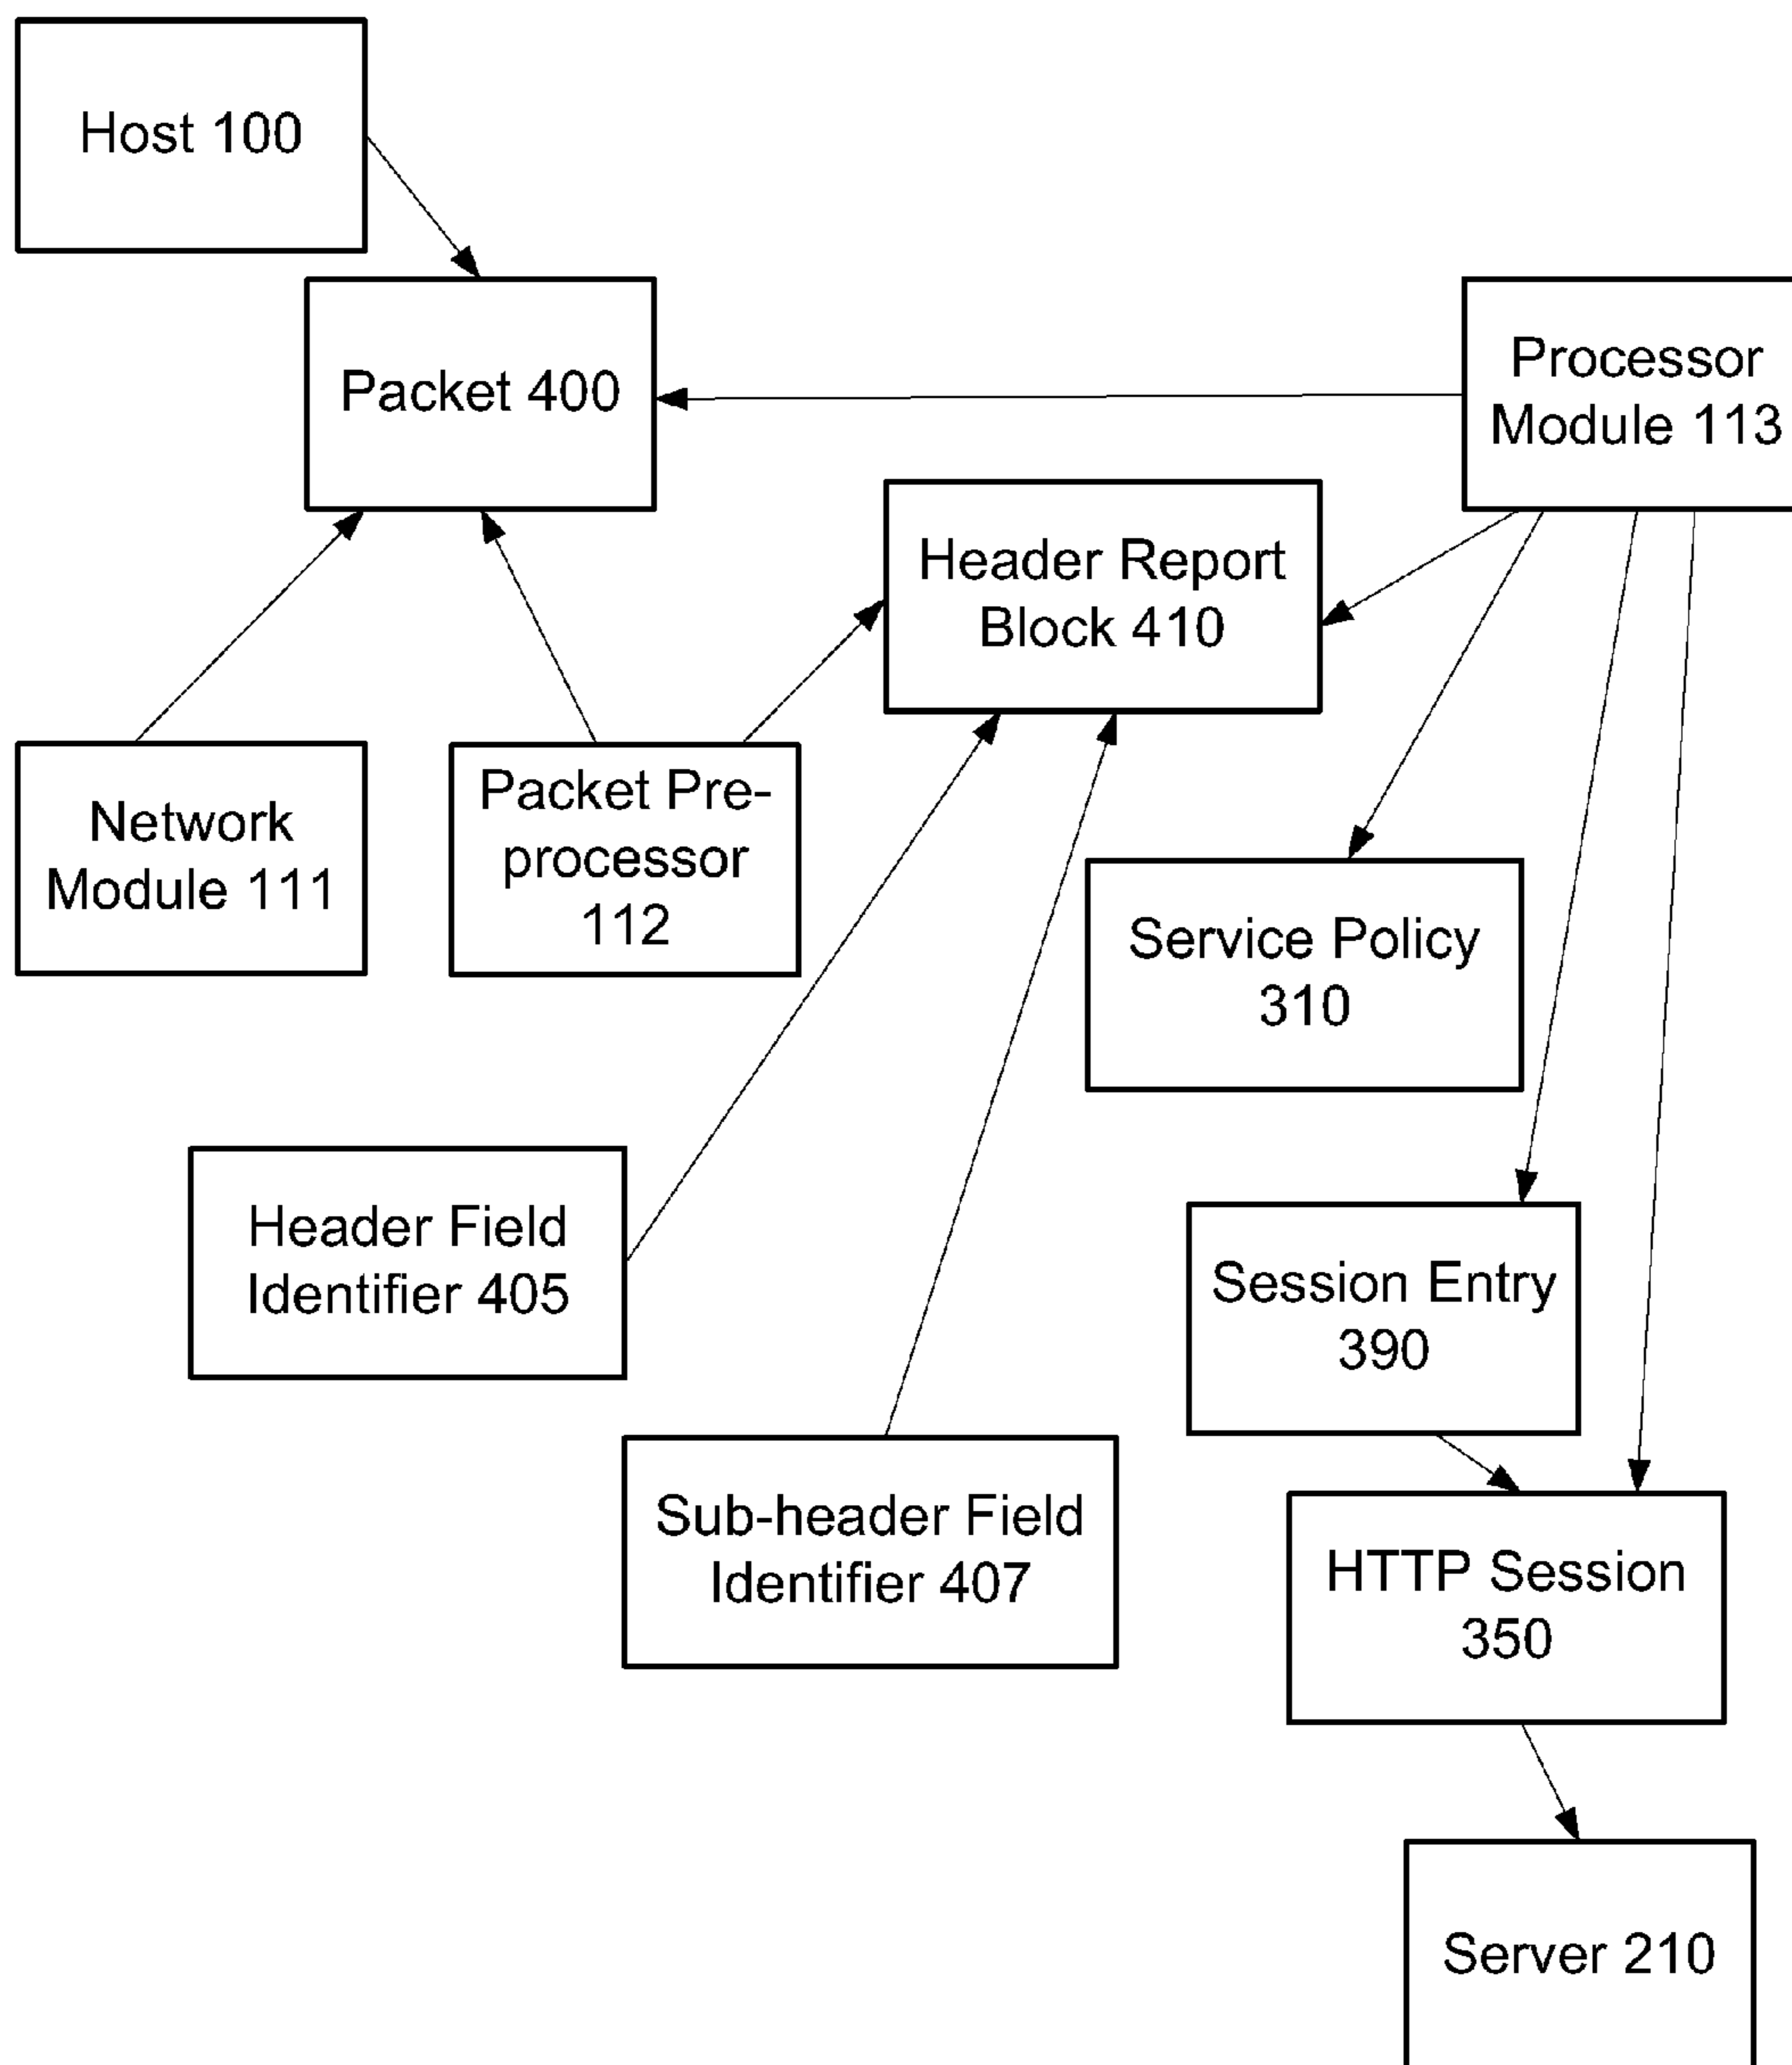 Host 100
Packet 400
Processor
Module 113
Header Report
Block 410
Network
Module 111
Packet Pre-
processor
112
Service Policy
310
Header Field
Identifier 405
Session Entry
390
Sub-header Field
Identifier 407
HTTP Session
350
Server 210